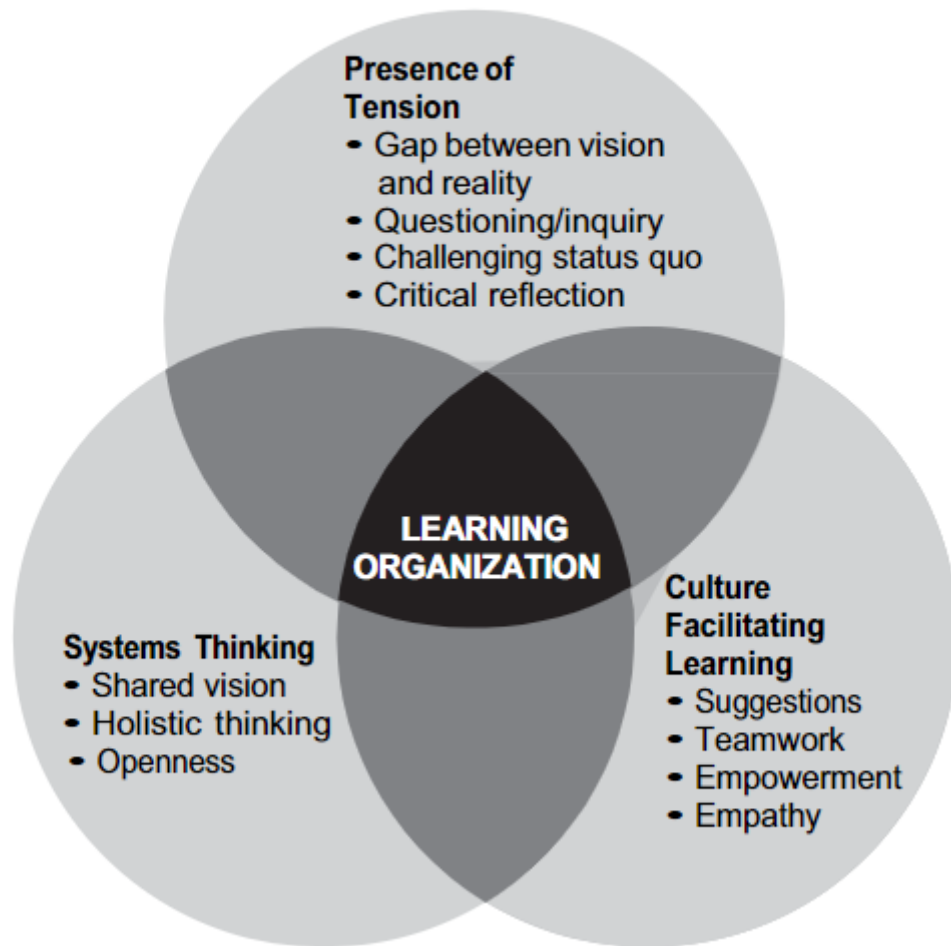 Presence of
Tension
• Gap between vision
and reality
• Questioning/inquiry
• Challenging status quo
• Critical reflection
LEARNING
ORGANIZATION
Systems Thinking
• Shared vision
• Holistic thinking
• Openness
Culture
Facilitating
Learning
• Suggestions
• Teamwork
• Empowerment
• Empathy